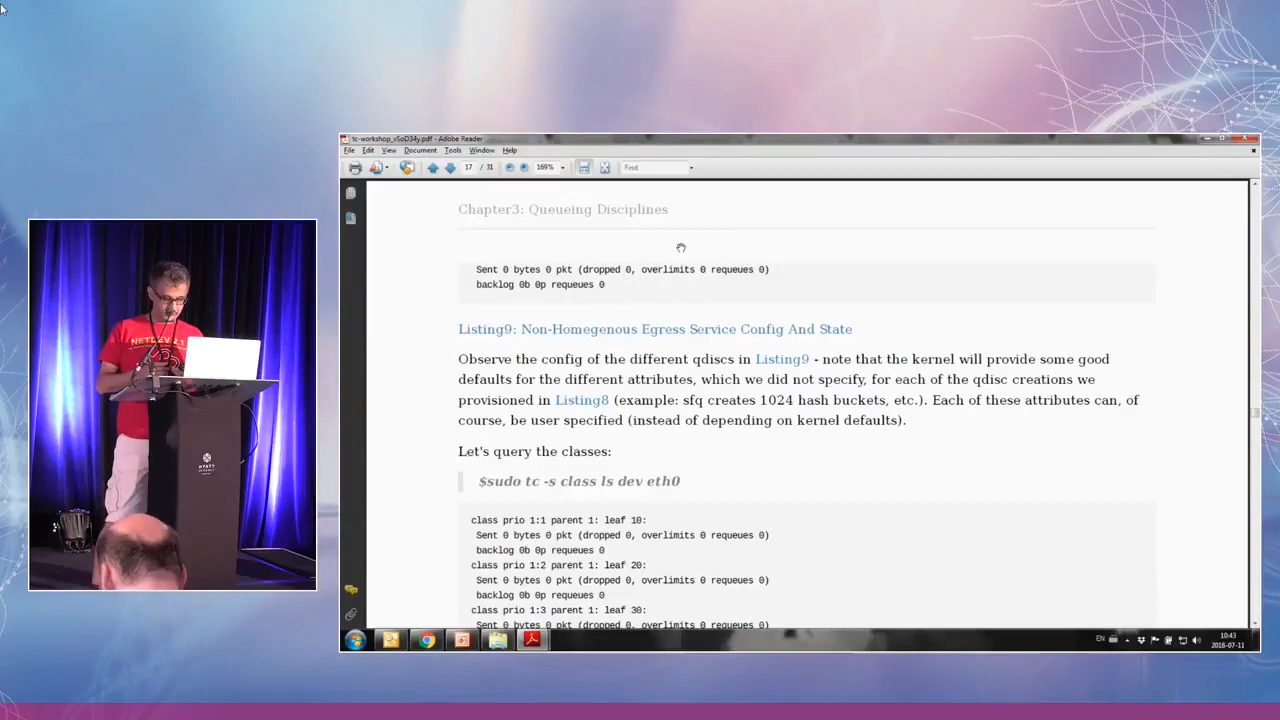 tc-workshop_v5oD34y.pdf - Adobe Reader
File Edit View Document Tools Window Help
17 / 31 169% Find
Chapter3: Queueing Disciplines
Sent 0 bytes 0 pkt (dropped 0, overlimits 0 requeues 0)
backlog 0b 0p requeues 0
Listing9: Non-Homegenous Egress Service Config And State
Observe the config of the different qdiscs in Listing9 - note that the kernel will provide some good
defaults for the different attributes, which we did not specify, for each of the qdisc creations we
provisioned in Listing8 (example: sfq creates 1024 hash buckets, etc.). Each of these attributes can, of
course, be user specified (instead of depending on kernel defaults).
Let's query the classes:
$sudo tc -s class ls dev eth0
class prio 1:1 parent 1: leaf 10:
Sent 0 bytes 0 pkt (dropped 0, overlimits 0 requeues 0)
backlog 0b 0p requeues 0
class prio 1:2 parent 1: leaf 20:
Sent 0 bytes 0 pkt (dropped 0, overlimits 0 requeues 0)
backlog 0b 0p requeues 0
class prio 1:3 parent 1: leaf 30:
Sent 0 bytes 0 pkt (dropped 0, overlimits 0 requeues 0)
EN
10:43
2018-07-11
NETDEV 2.1
HYATT
REGENCY